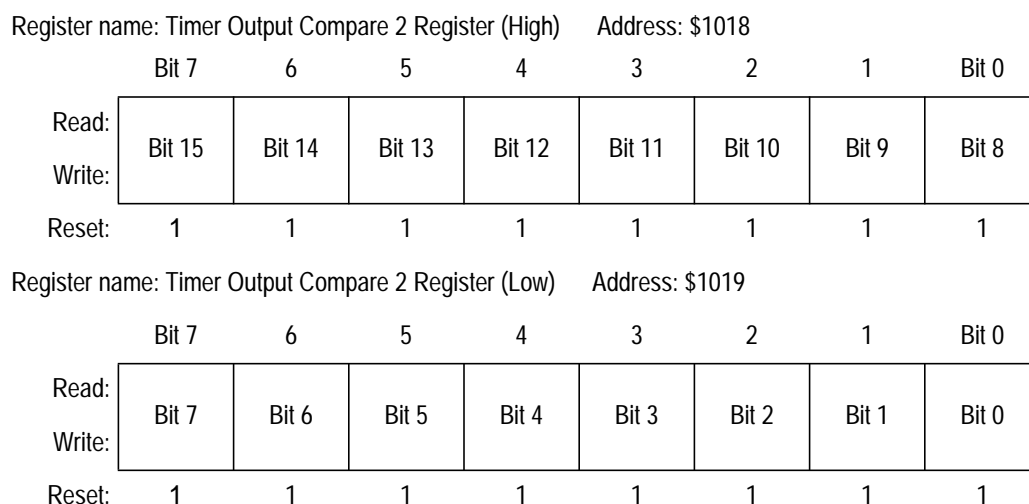 Register name: Timer Output Compare 2 Register (High) Address: $1018
Bit 7 6 5 4 3 2 1 Bit 0
Read:
Bit 15 Bit 14 Bit 13 Bit 12 Bit 11 Bit 10 Bit 9 Bit 8
Write:
Reset: 1 1 1 1 1 1 1 1
Register name: Timer Output Compare 2 Register (Low) Address: $1019
Bit 7 6 5 4 3 2 1 Bit 0
Read:
Bit 7 Bit 6 Bit 5 Bit 4 Bit 3 Bit 2 Bit 1 Bit 0
Write:
Reset: 1 1 1 1 1 1 1 1